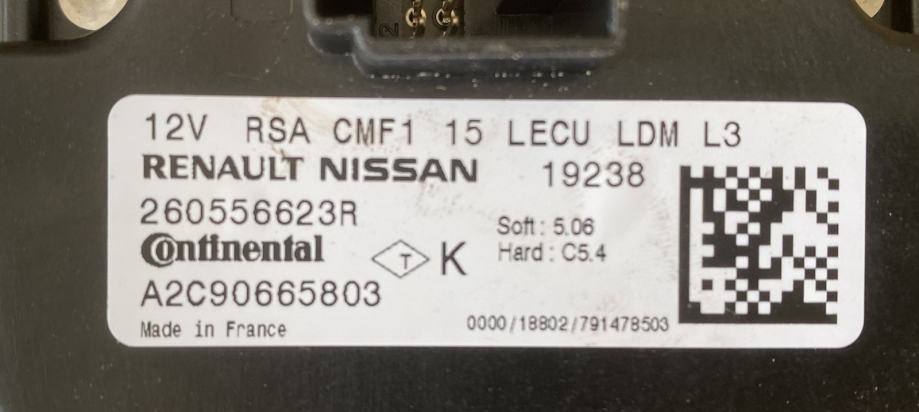 12V RSA CMF1 15 LECU LDM L3
RENAULT NISSAN 19238
260556623R
Soft: 5.06
Continental T K Hard: C5.4
A2C90665803
Made in France 0000/18802/791478503